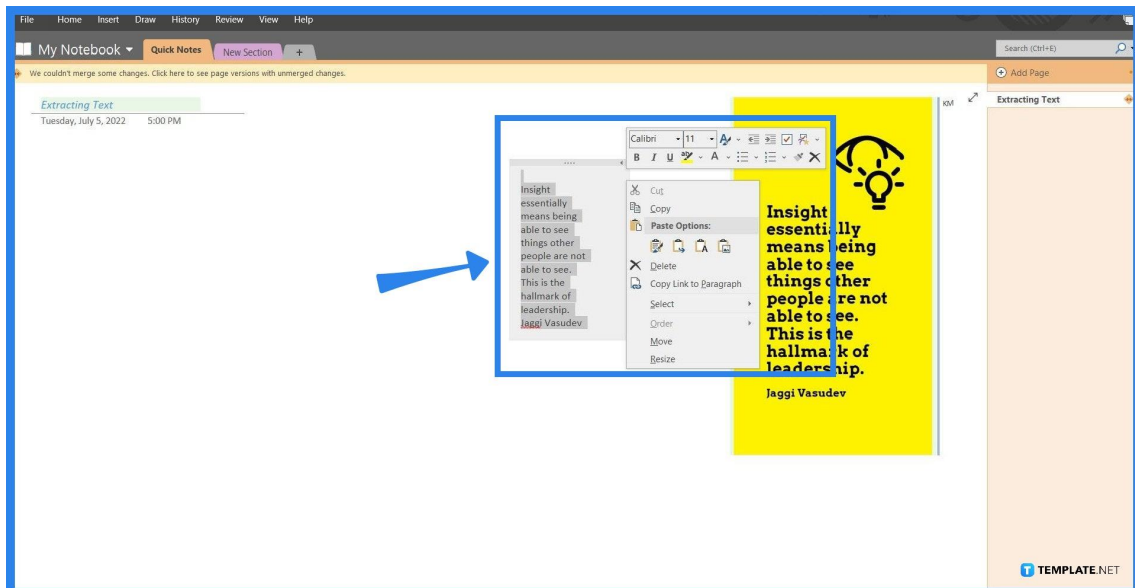 File Home Insert Draw History Review View Help
My Notebook Quick Notes New Section +
Search (Ctrl+E)
We couldn't merge some changes. Click here to see page versions with unmerged changes.
Add Page
Extracting Text
Tuesday, July 5, 2022 5:00 PM
KM
Extracting Text
Calibri 11
B I U ab A
Insight
essentially
means being
able to see
things other
people are not
able to see.
This is the
hallmark of
leadership.
Jaggi Vasudev
Cut
Copy
Paste Options:
Delete
Copy Link to Paragraph
Select
Order
Move
Resize
Insight
essentially
means being
able to see
things other
people are not
able to see.
This is the
hallmark of
leadership.
Jaggi Vasudev
T TEMPLATE.NET